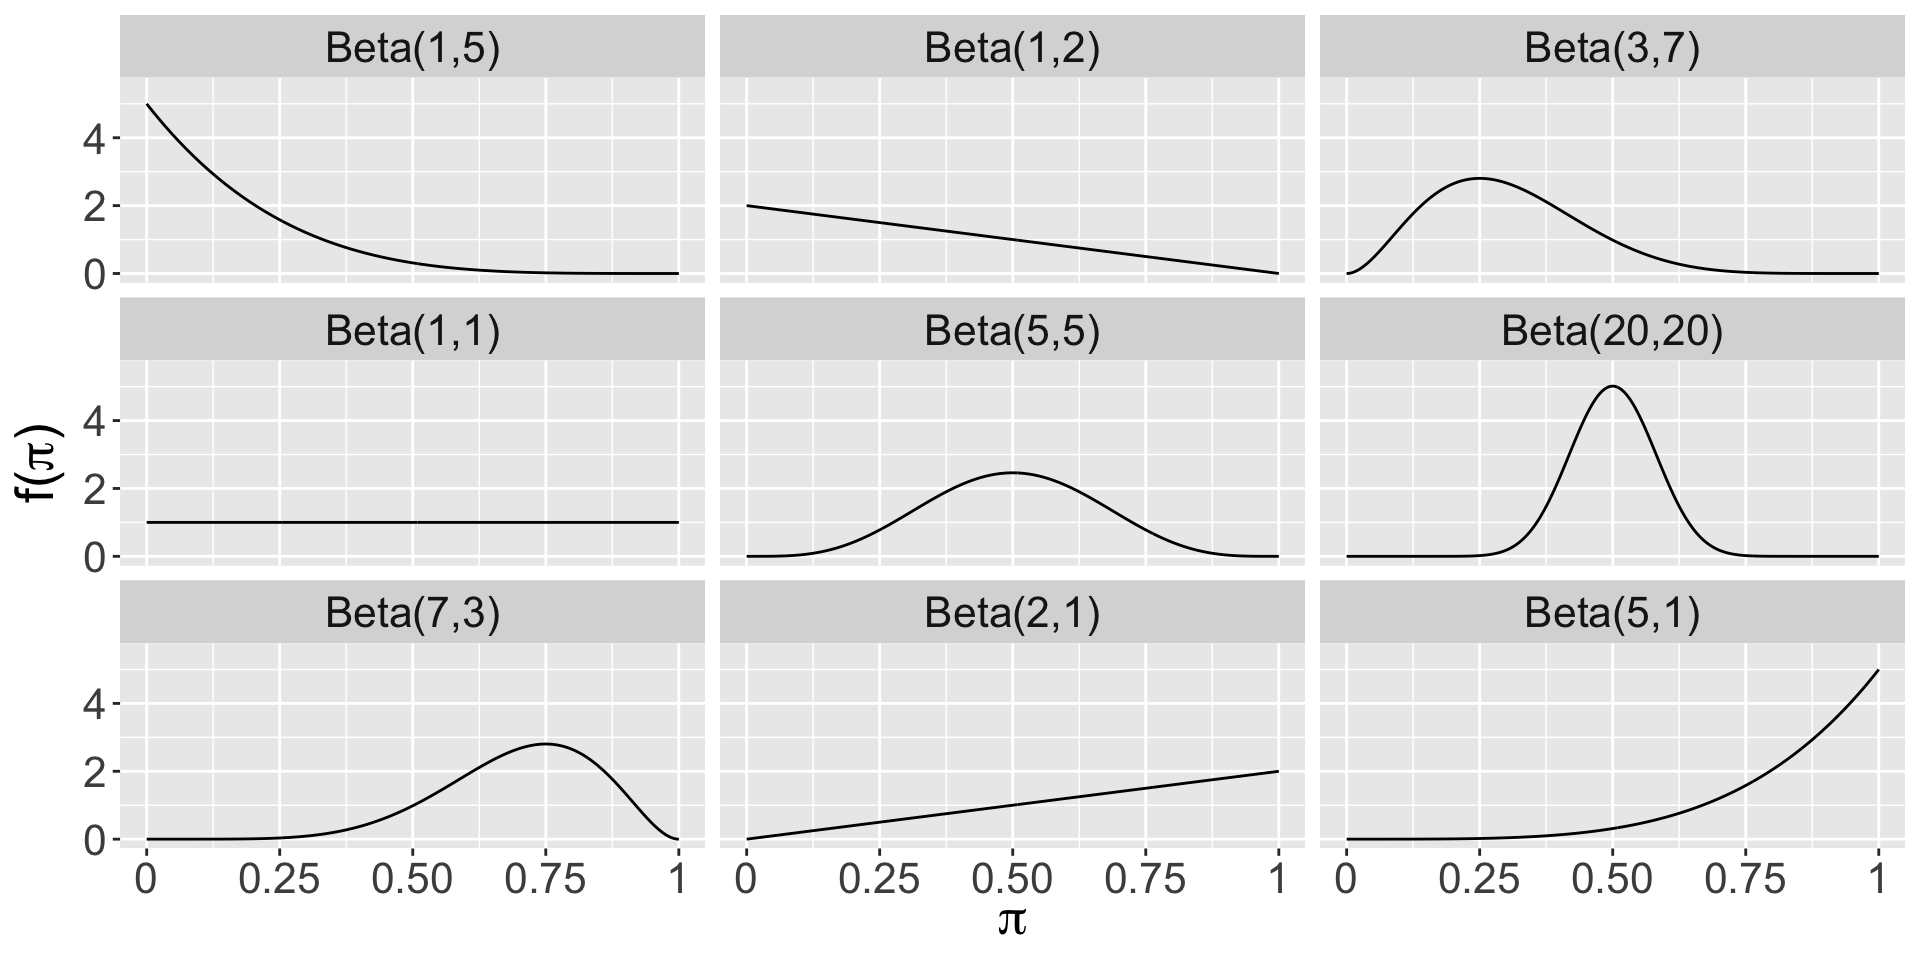 Beta(1,5) Beta(1,2) Beta(3,7)
4
2
0
Beta(1,1) Beta(5,5) Beta(20,20)
4
2
0
f(π)
Beta(7,3) Beta(2,1) Beta(5,1)
4
2
0
0 0.25 0.50 0.75 1 0 0.25 0.50 0.75 1 0 0.25 0.50 0.75 1
π